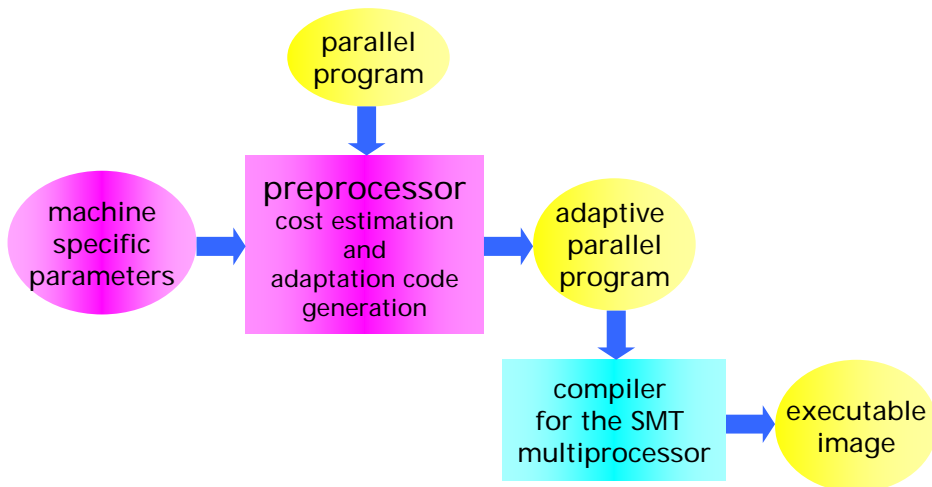 parallel
program
machine
specific
parameters
preprocessor
cost estimation
and
adaptation code
generation
adaptive
parallel
program
compiler
for the SMT
multiprocessor
executable
image